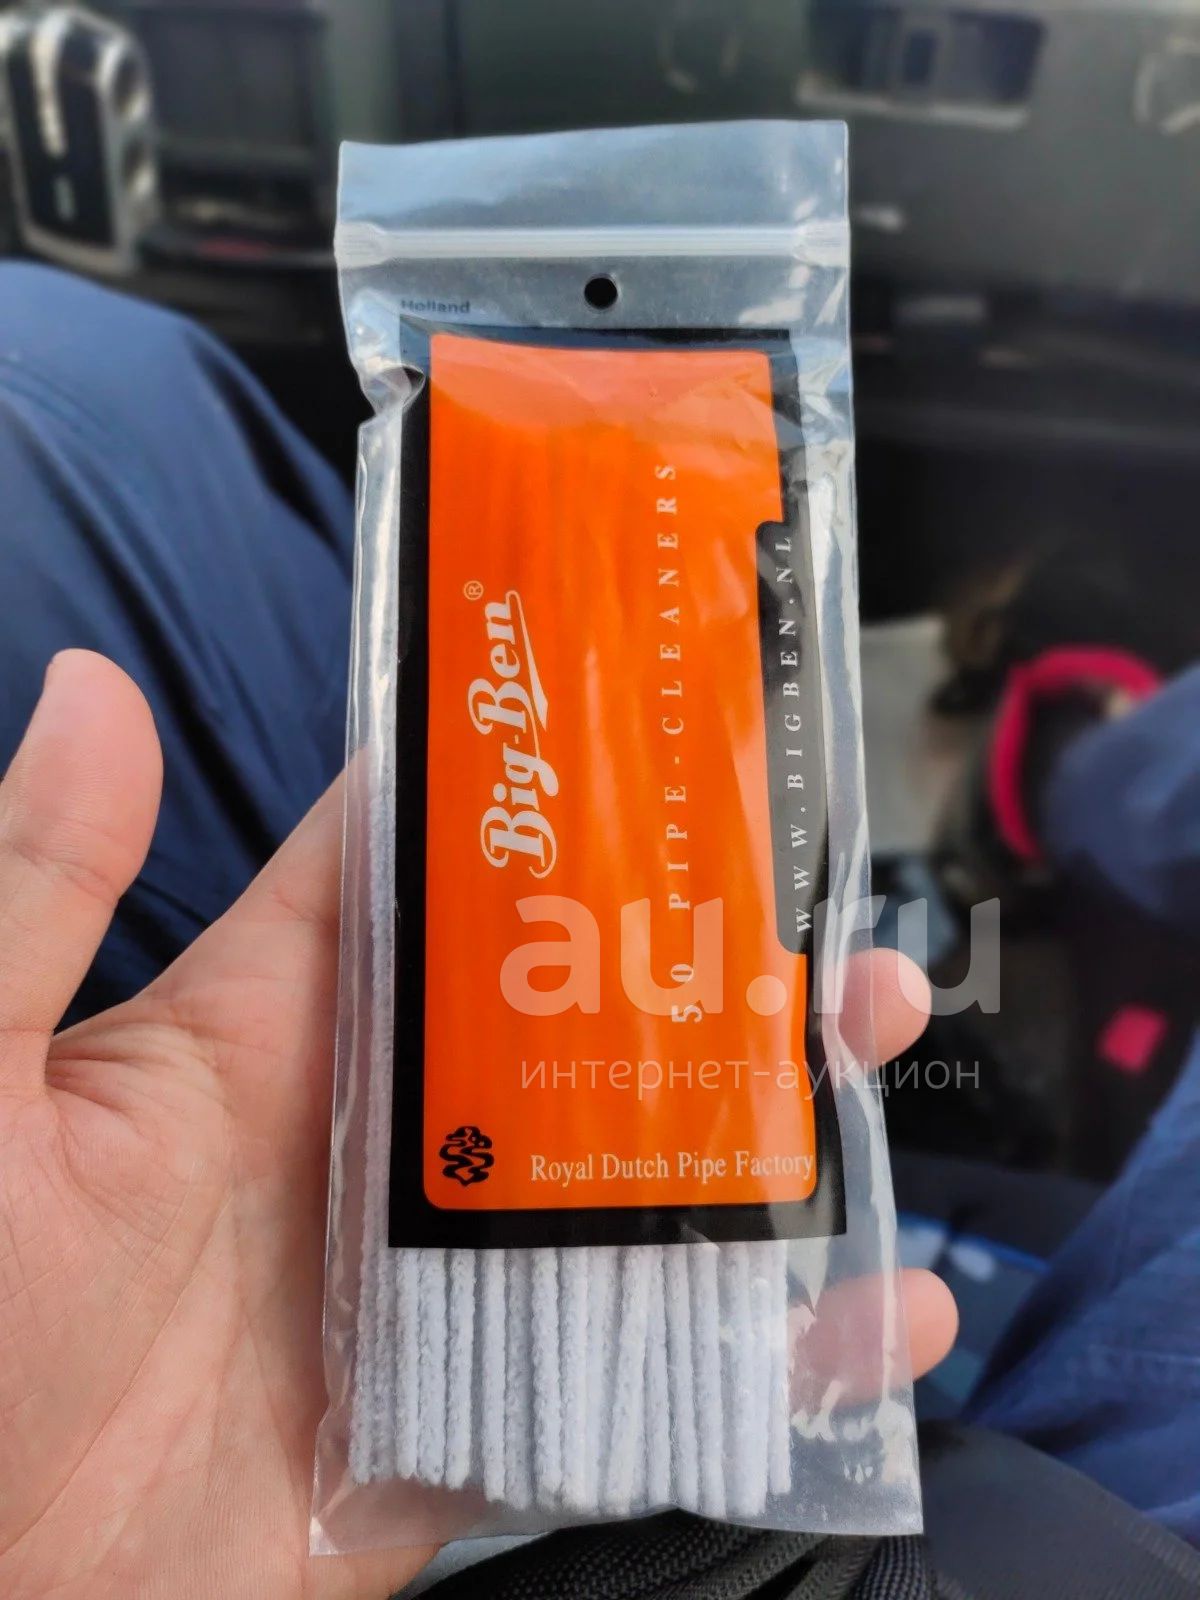 Holland
Big-Ben®
50 PIPE-CLEANERS
WWW.BIGBEN.NL
Royal Dutch Pipe Factory
au.ru
интернет-аукцион